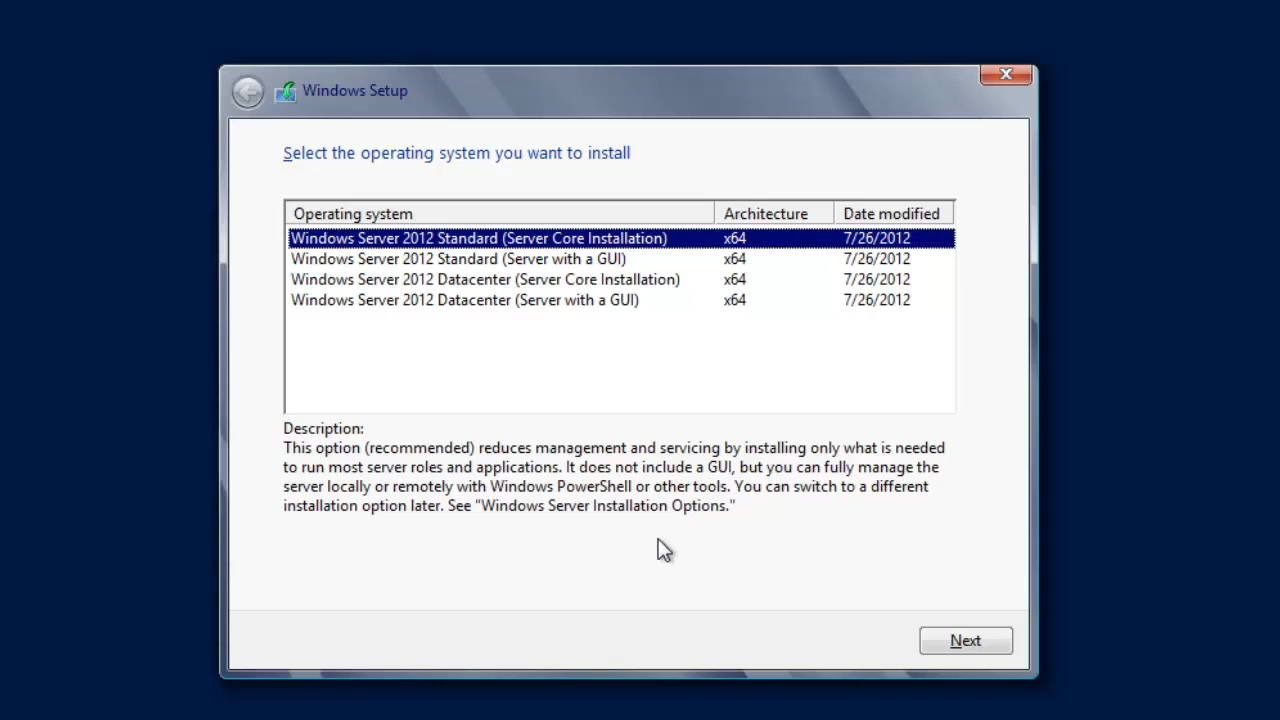 Windows Setup
Select the operating system you want to install
Operating system Architecture Date modified
Windows Server 2012 Standard (Server Core Installation) x64 7/26/2012
Windows Server 2012 Standard (Server with a GUI) x64 7/26/2012
Windows Server 2012 Datacenter (Server Core Installation) x64 7/26/2012
Windows Server 2012 Datacenter (Server with a GUI) x64 7/26/2012
Description:
This option (recommended) reduces management and servicing by installing only what is needed
to run most server roles and applications. It does not include a GUI, but you can fully manage the
server locally or remotely with Windows PowerShell or other tools. You can switch to a different
installation option later. See "Windows Server Installation Options."
Next